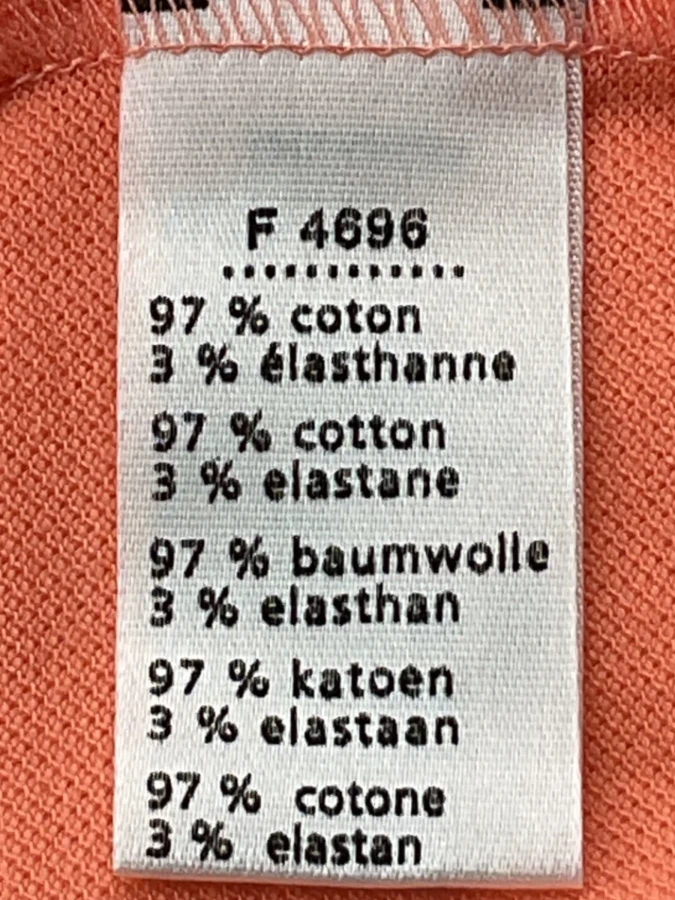 F 4696
97 % coton
3 % élasthanne
97 % cotton
3 % elastane
97 % baumwolle
3 % elasthan
97 % katoen
3 % elastaan
97 % cotone
3 % elastan